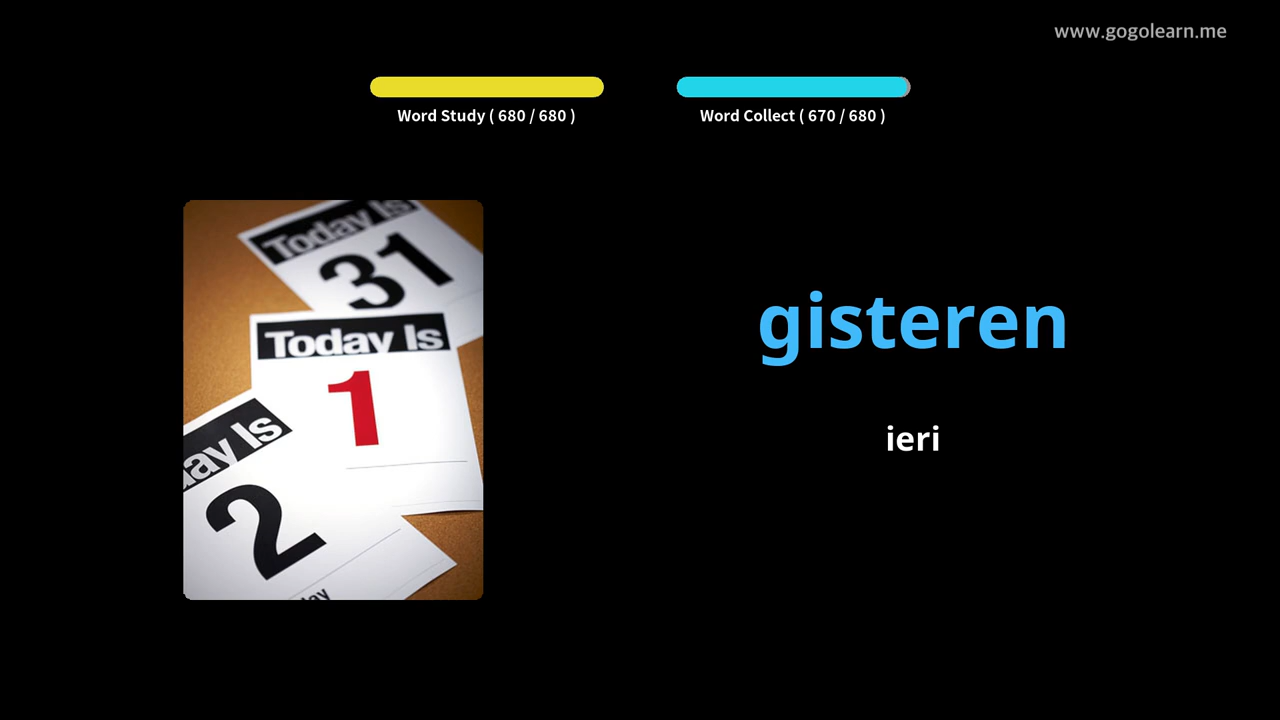 www.gogolearn.me
Word Study ( 680 / 680 )
Word Collect ( 670 / 680 )
Today Is
31
Today Is
1
day Is
2
gisteren
ieri